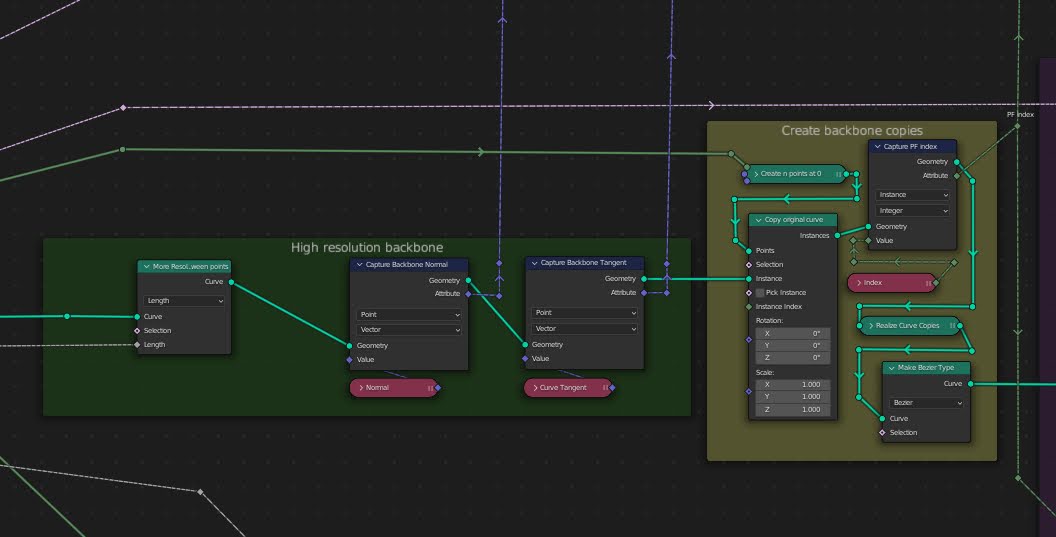 PF index
Create backbone copies
Capture PF index
Geometry
Attribute
Instance
Integer
Geometry
Value
Create n points at 0
Copy orignal curve
Instances
Points
Selection
Instance
Pick Instance
Instance Index
Rotation:
X 0°
Y 0°
Z 0°
Scale:
X 1.000
Y 1.000
Z 1.000
Index
Realize Curve Copies
Make Bezier Type
Curve
Bezier
Curve
Selection
High resolution backbone
More Resol..ween points
Curve
Length
Curve
Selection
Length
Capture Backbone Normal
Geometry
Attribute
Point
Vector
Geometry
Value
Normal
Capture Backbone Tangent
Geometry
Attribute
Point
Vector
Geometry
Value
Curve Tangent